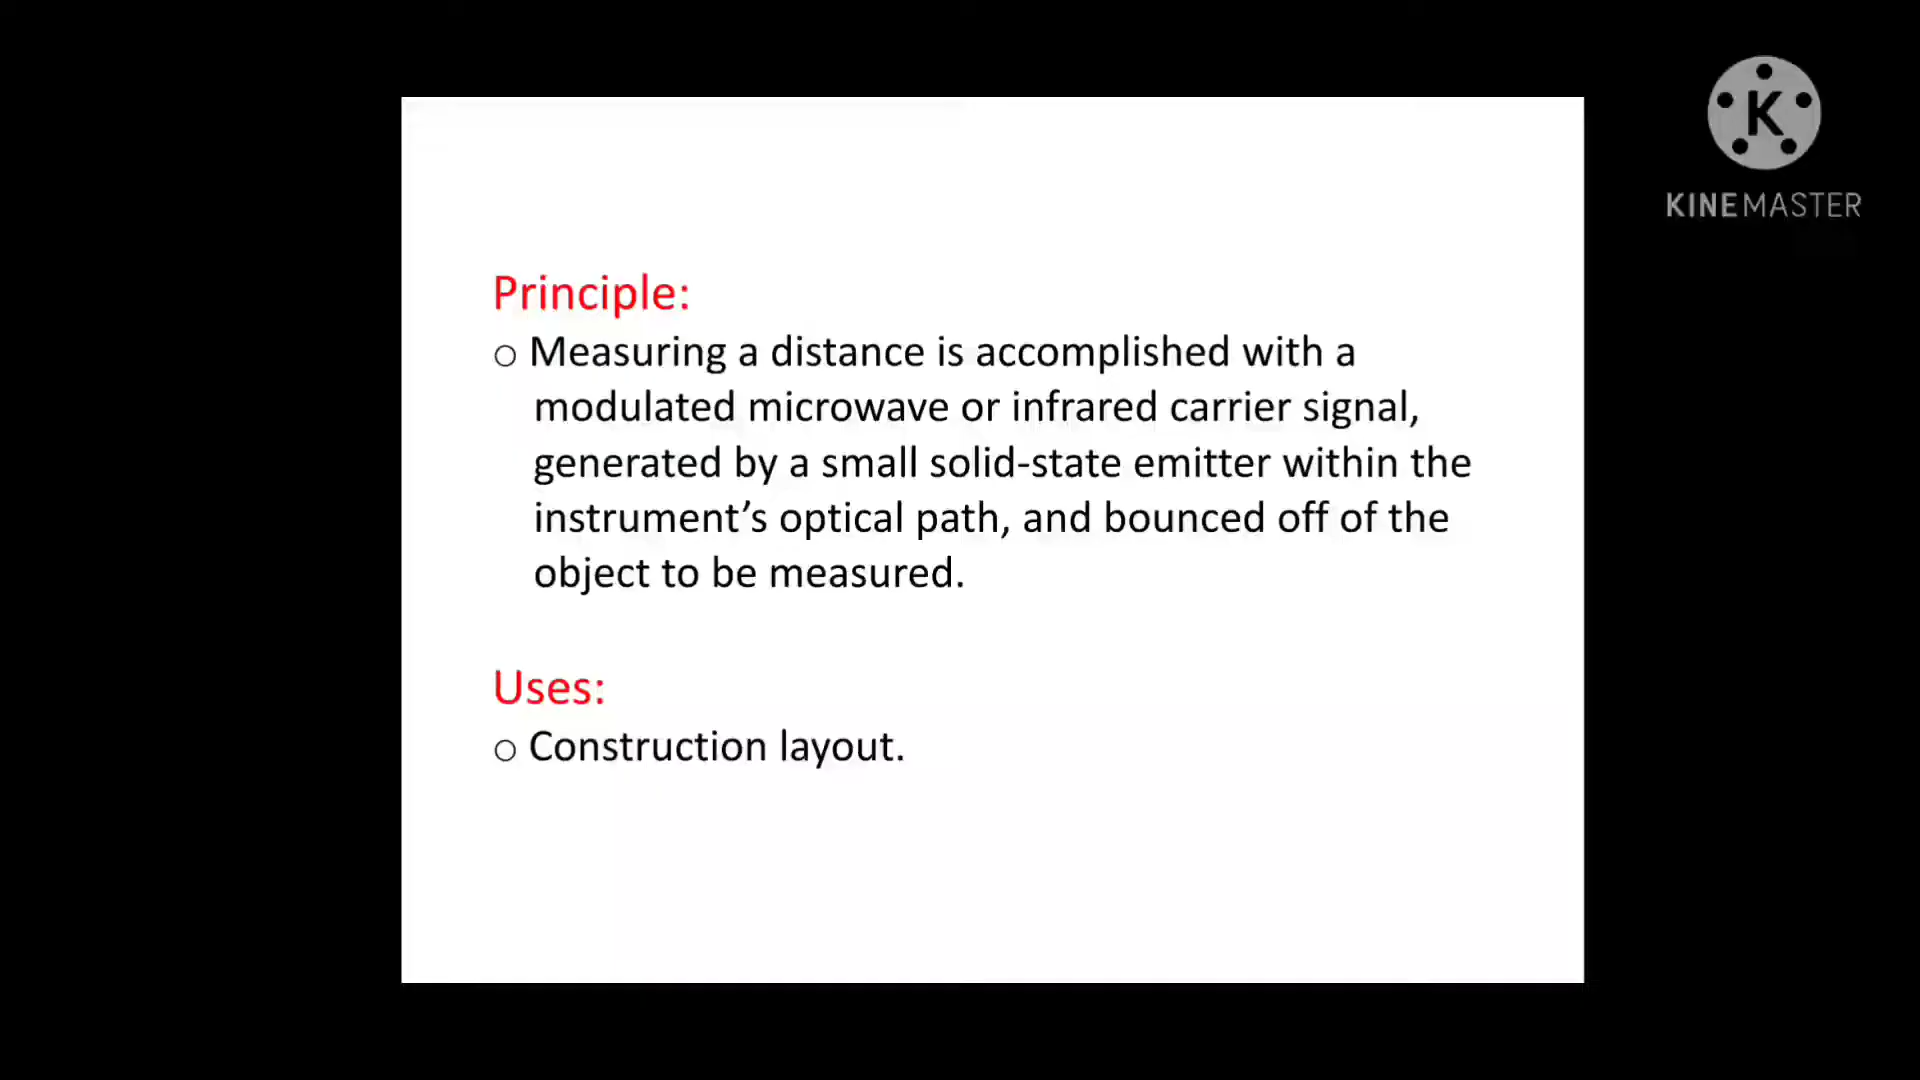 K
KINEMASTER
Principle:
o Measuring a distance is accomplished with a
modulated microwave or infrared carrier signal,
generated by a small solid-state emitter within the
instrument’s optical path, and bounced off of the
object to be measured.
Uses:
o Construction layout.